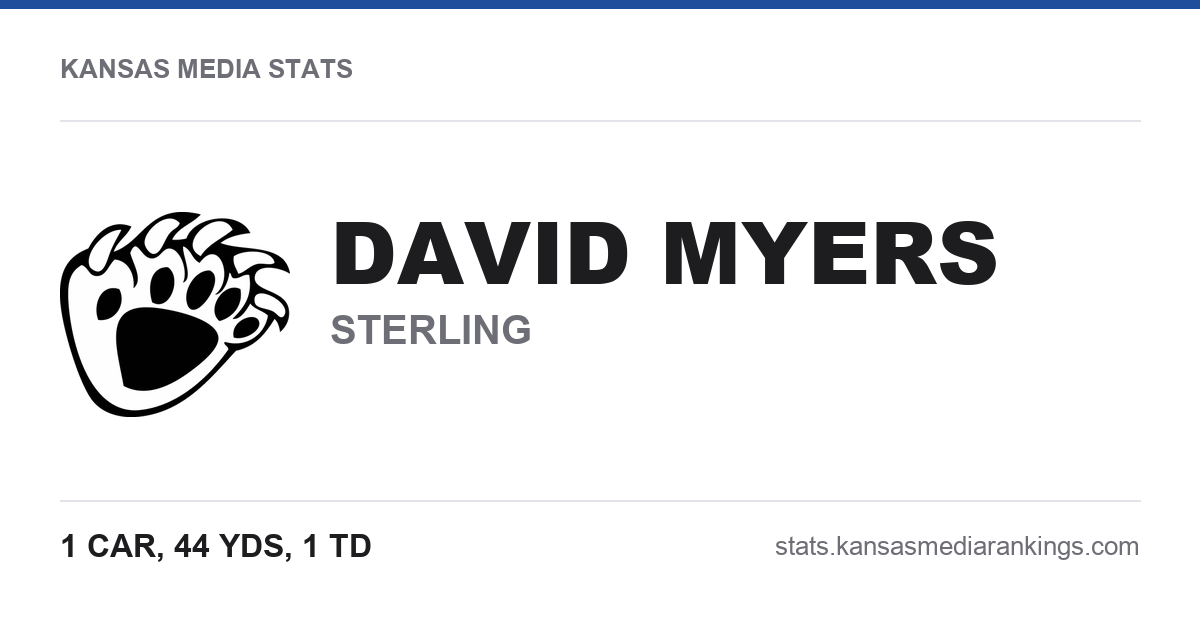 KANSAS MEDIA STATS
DAVID MYERS
STERLING
1 CAR, 44 YDS, 1 TD
stats.kansasmediarankings.com